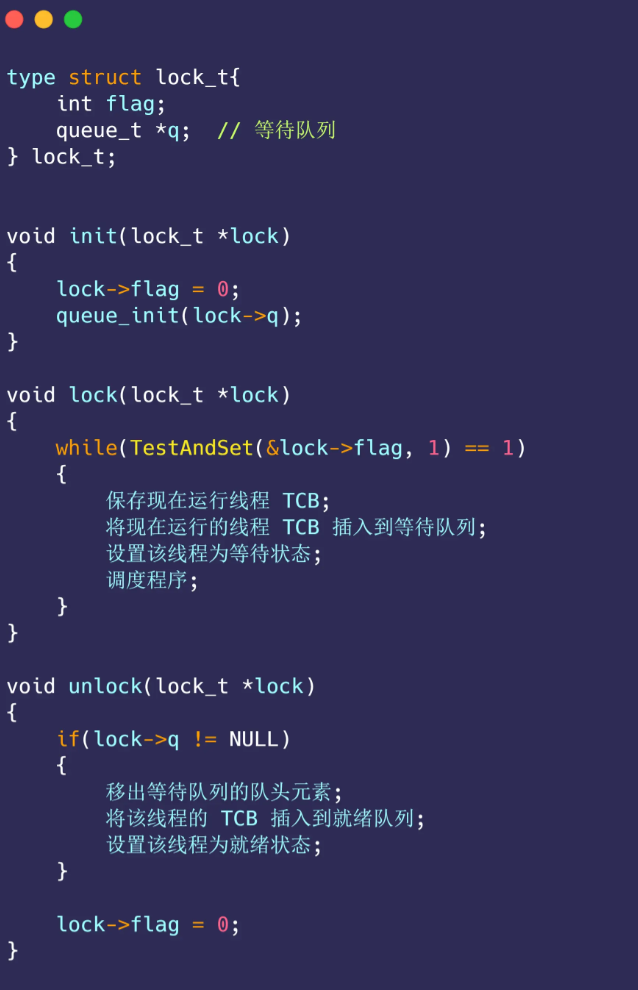 type struct lock_t{
    int flag;
    queue_t *q;  // 等待队列
} lock_t;
void init(lock_t *lock)
{
    lock->flag = 0;
    queue_init(lock->q);
}
void lock(lock_t *lock)
{
    while(TestAndSet(&lock->flag, 1) == 1)
    {
        保存现在运行线程 TCB;
        将现在运行的线程 TCB 插入到等待队列;
        设置该线程为等待状态;
        调度程序;
    }
}
void unlock(lock_t *lock)
{
    if(lock->q != NULL)
    {
        移出等待队列的队头元素;
        将该线程的 TCB 插入到就绪队列;
        设置该线程为就绪状态;
    }
    lock->flag = 0;
}